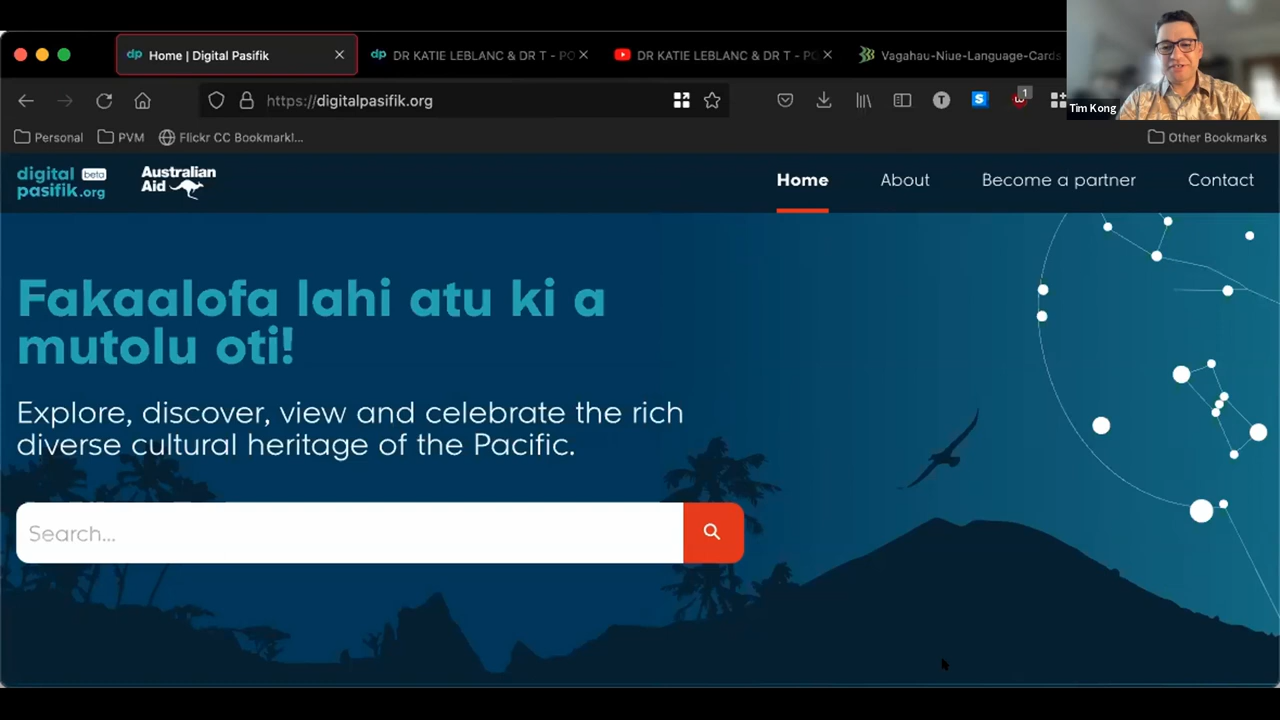 Home | Digital Pasifik
DR KATIE LEBLANC & DR T - PO
DR KATIE LEBLANC & DR T - PO
Vagahau-Niue-Language-Cards
https://digitalpasifik.org
1
Tim Kong
Personal
PVM
Flickr CC Bookmarkl...
Other Bookmarks
digital beta
pasifik.org
Australian
Aid
Home
About
Become a partner
Contact
Fakaalofa lahi atu ki a
mutolu oti!
Explore, discover, view and celebrate the rich
diverse cultural heritage of the Pacific.
Search...